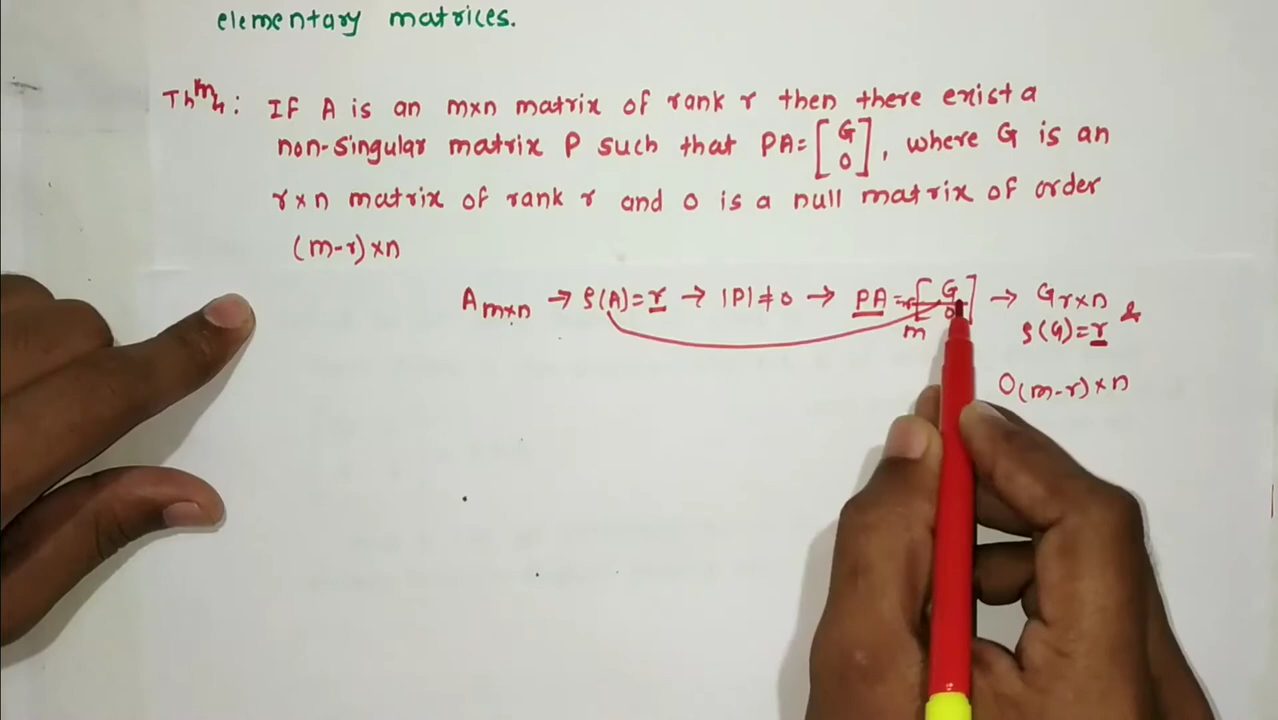 elementary matrices.
Thm: If A is an m×n matrix of rank r then there exist a
non-singular matrix P such that PA=[G
0], where G is an
r×n matrix of rank r and 0 is a null matrix of order
(m-r)×n
A m×n → ρ(A)=r → |P|≠0 → PA=[G → G r×n &
m ρ(G)=r
O(m-r)×n